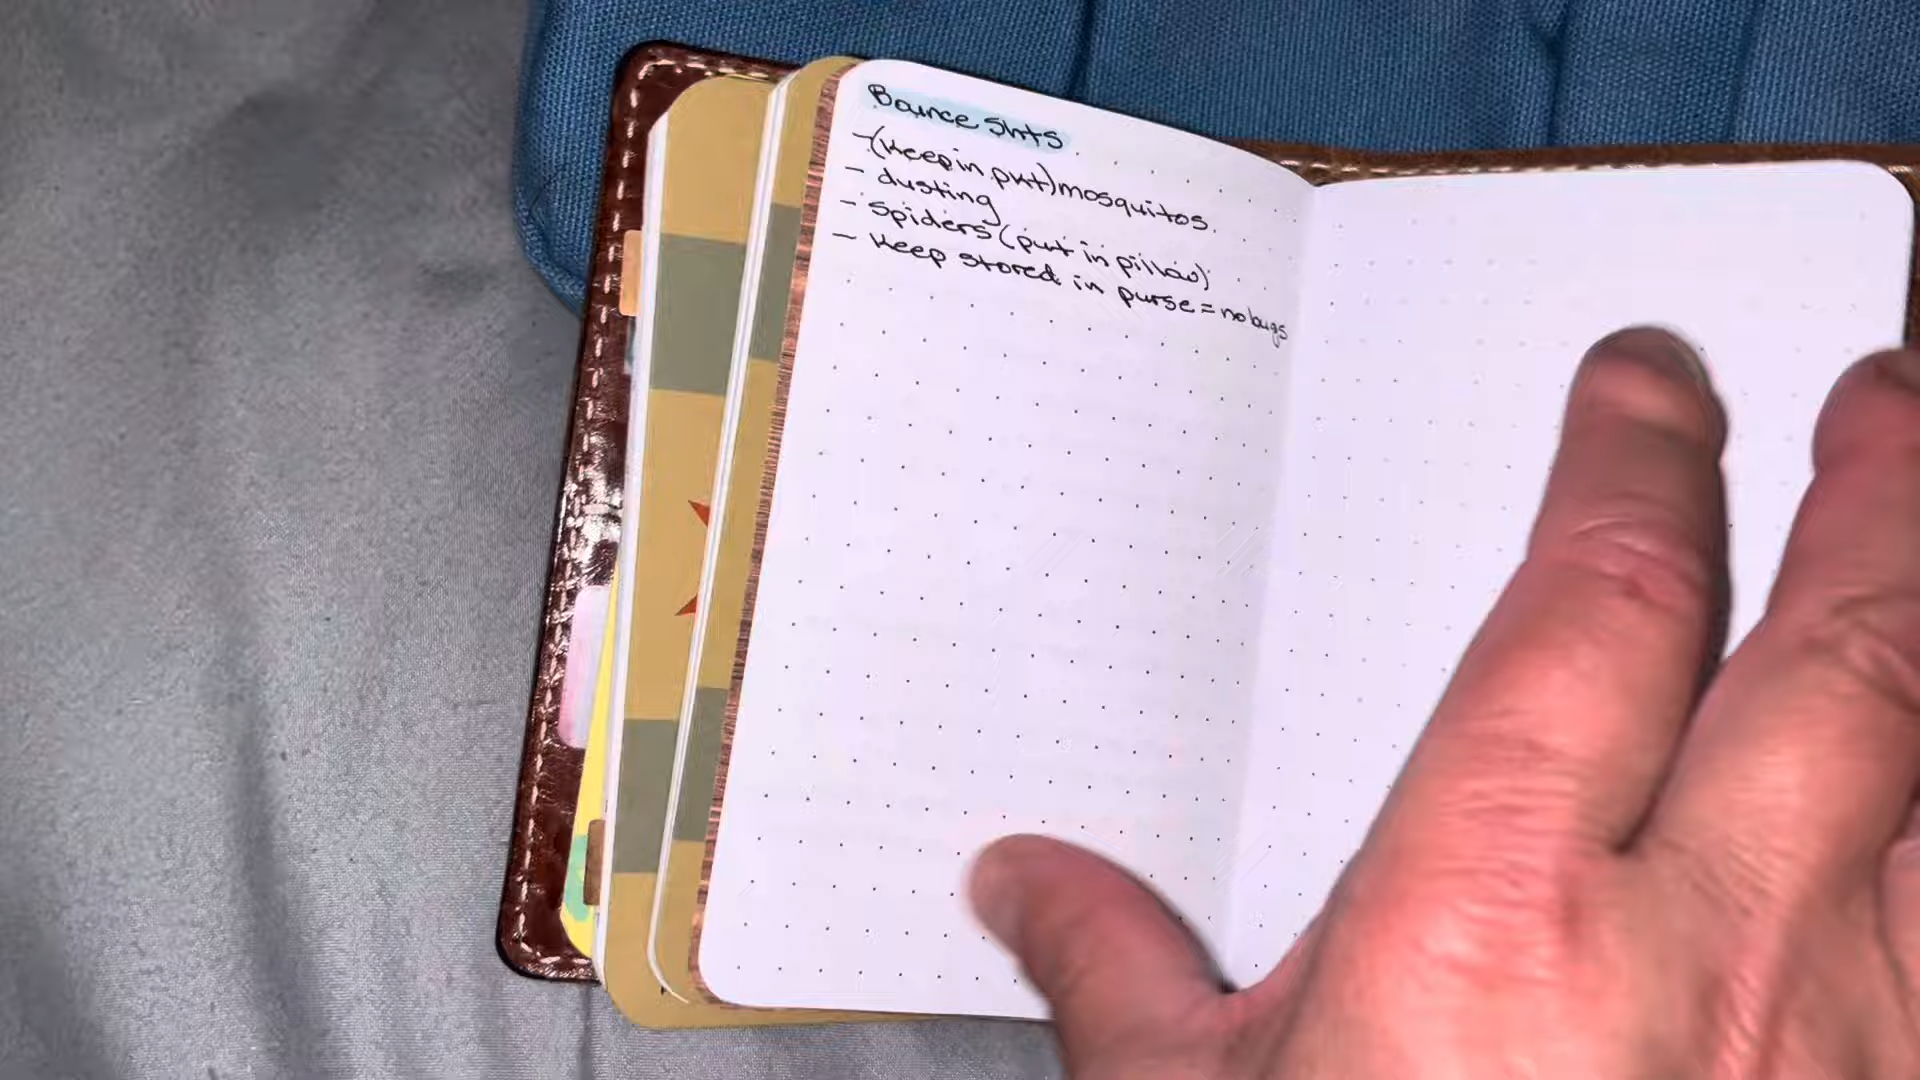 Bounce shts
- (Keep in pkt) mosquitos
- dusting
- Spiders (put in pillow)
- Keep stored in purse = no bugs